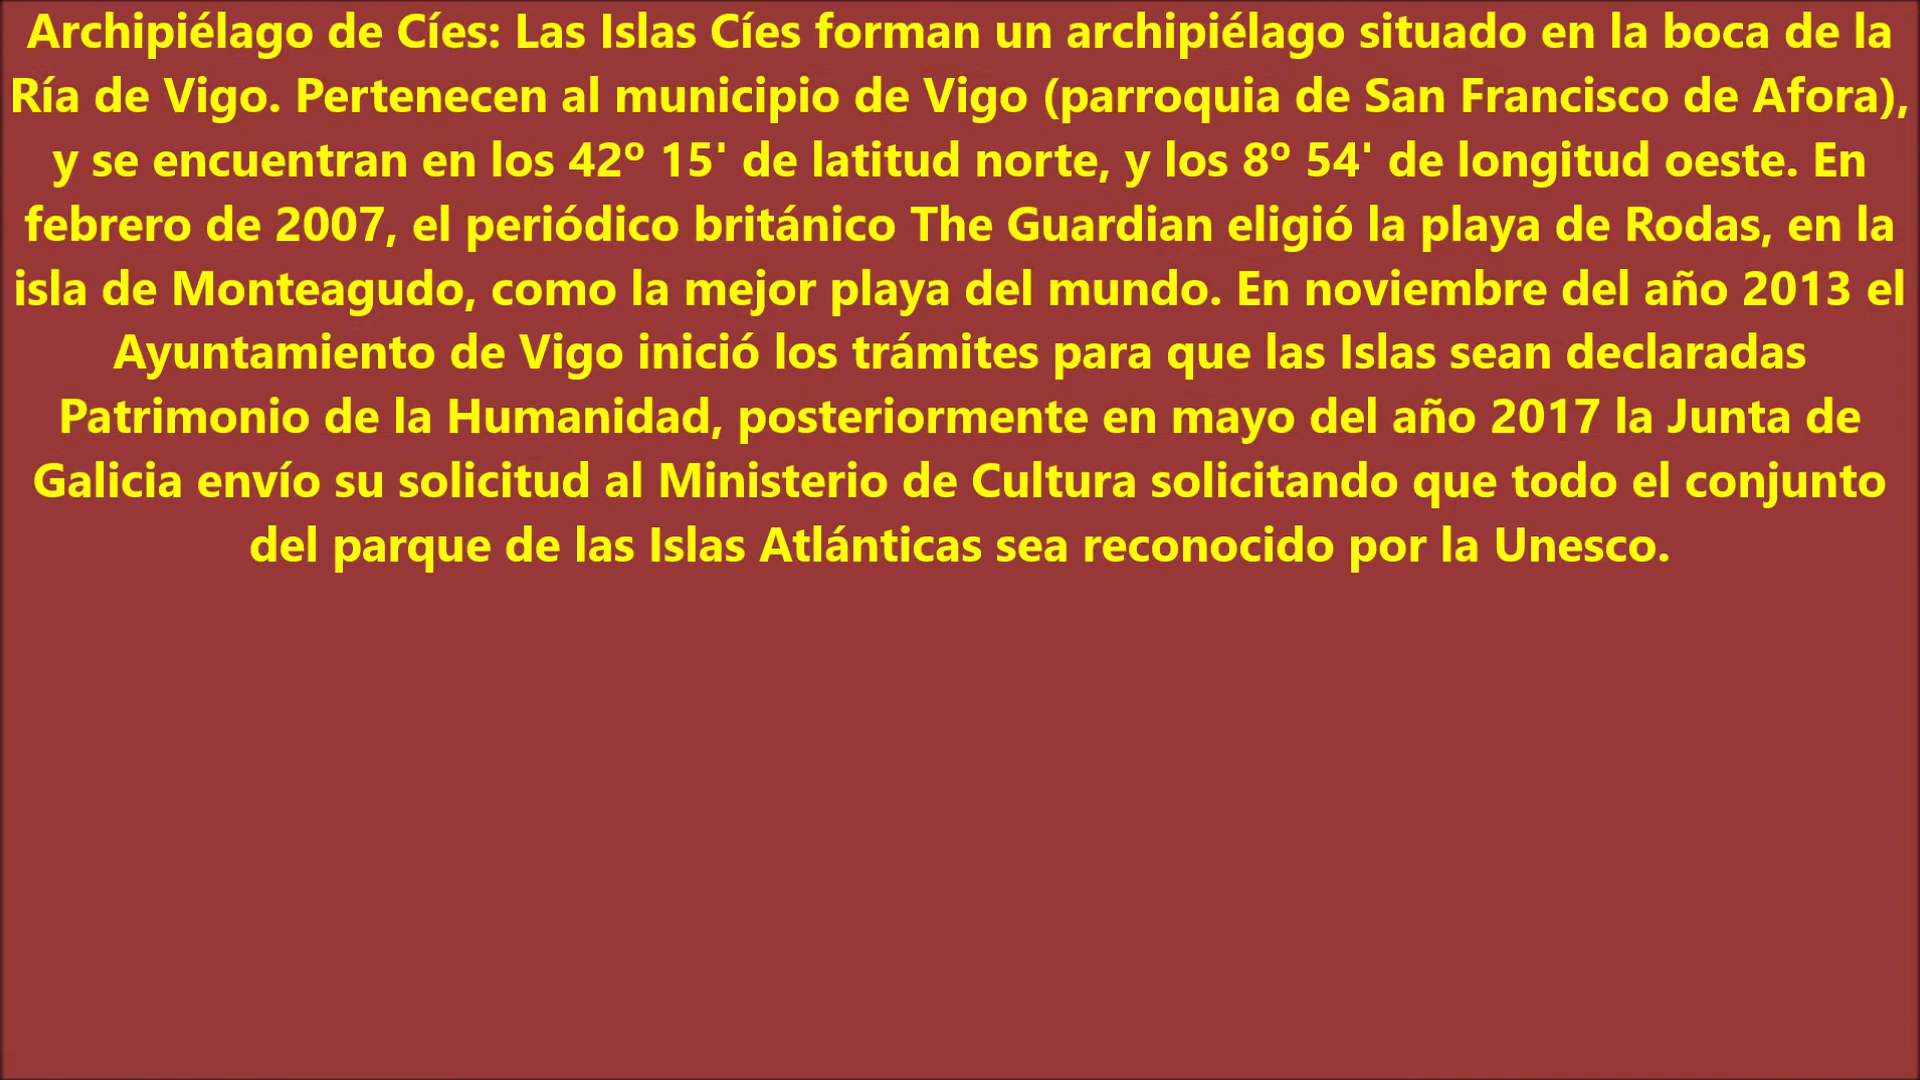 Archipiélago de Cíes: Las Islas Cíes forman un archipiélago situado en la boca de la
Ría de Vigo. Pertenecen al municipio de Vigo (parroquia de San Francisco de Afora),
y se encuentran en los 42º 15' de latitud norte, y los 8º 54' de longitud oeste. En
febrero de 2007, el periódico británico The Guardian eligió la playa de Rodas, en la
isla de Monteagudo, como la mejor playa del mundo. En noviembre del año 2013 el
Ayuntamiento de Vigo inició los trámites para que las Islas sean declaradas
Patrimonio de la Humanidad, posteriormente en mayo del año 2017 la Junta de
Galicia envío su solicitud al Ministerio de Cultura solicitando que todo el conjunto
del parque de las Islas Atlánticas sea reconocido por la Unesco.